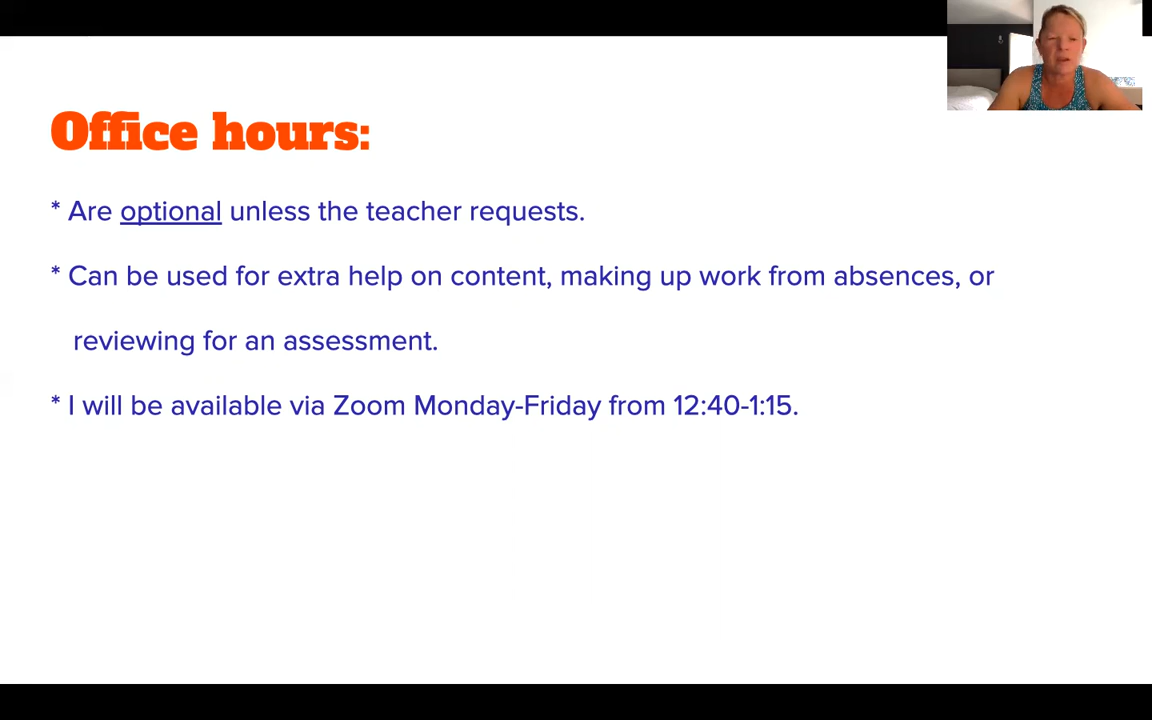 Office hours:
* Are optional unless the teacher requests.
* Can be used for extra help on content, making up work from absences, or
reviewing for an assessment.
* I will be available via Zoom Monday-Friday from 12:40-1:15.